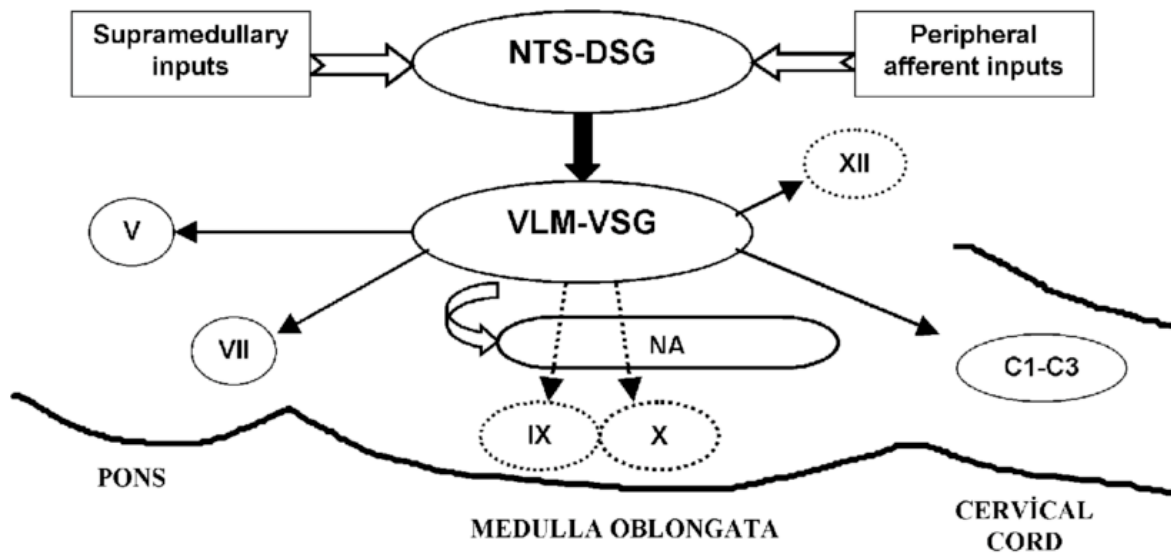 Supramedullary
inputs
NTS-DSG
Peripheral
afferent inputs
XII
V
VLM-VSG
VII
NA
C1-C3
IX
X
PONS
MEDULLA OBLONGATA
CERVİCAL
CORD